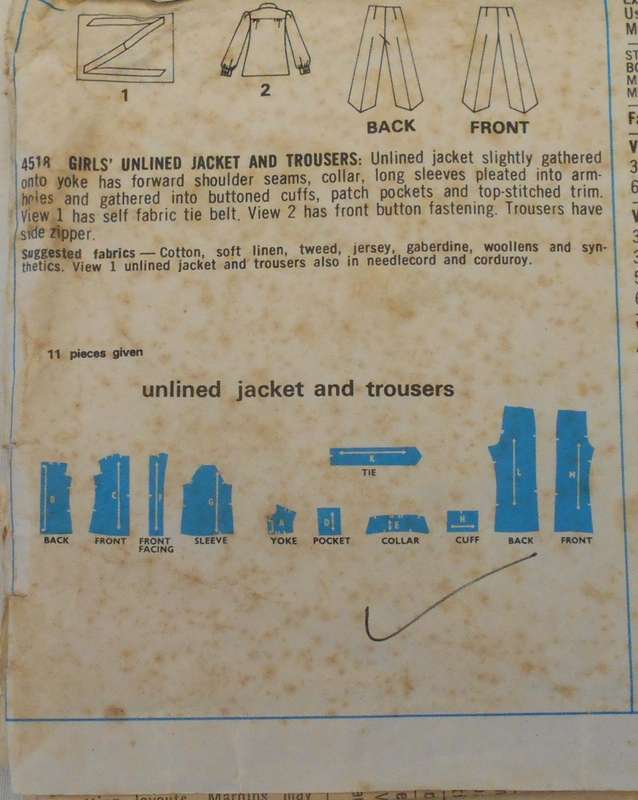 1
2
BACK
FRONT
4518 GIRLS' UNLINED JACKET AND TROUSERS: Unlined jacket slightly gathered
onto yoke has forward shoulder seams, collar, long sleeves pleated into arm-
holes and gathered into buttoned cuffs, patch pockets and top-stitched trim.
View 1 has self fabric tie belt. View 2 has front button fastening. Trousers have
side zipper.
Suggested fabrics — Cotton, soft linen, tweed, jersey, gaberdine, woollens and syn-
thetics. View 1 unlined jacket and trousers also in needlecord and corduroy.
11 pieces given
unlined jacket and trousers
B
C
F
G
A
D
K
E
H
L
M
TIE
BACK
FRONT
FRONT
FACING
SLEEVE
YOKE
POCKET
COLLAR
CUFF
BACK
FRONT
layouts. Margins may